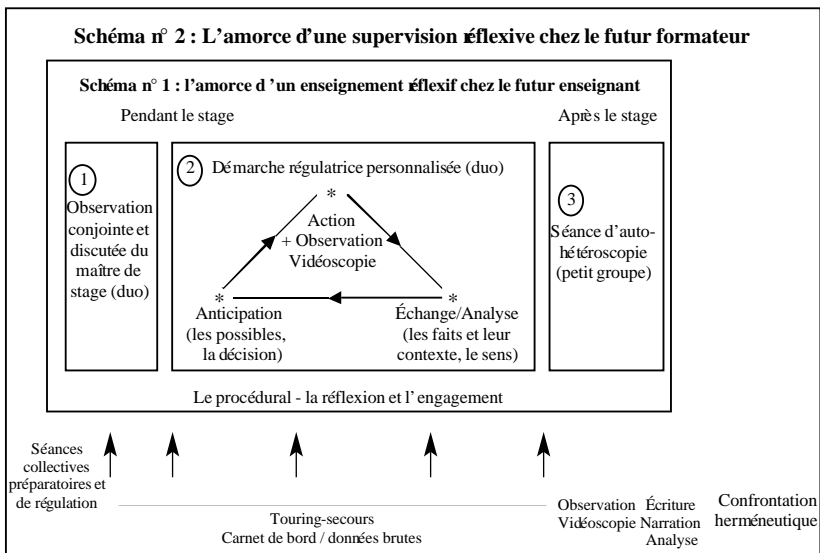 Schéma n° 2 : L'amorce d'une supervision réflexive chez le futur formateur
Schéma n° 1 : l'amorce d'un enseignement réflexif chez le futur enseignant
Pendant le stage
Après le stage
1
Observation
conjointe et
discutée du
maître de
stage (duo)
2
Démarche régulatrice personnalisée (duo)
*
Action
+ Observation
Vidéoscopie
*
Anticipation
(les possibles,
la décision)
*
Échange/Analyse
(les faits et leur
contexte, le sens)
3
Séance d'auto-
hétéroscopie
(petit groupe)
Le procédural - la réflexion et l'engagement
Séances
collectives
préparatoires et
de régulation
Touring-secours
Carnet de bord / données brutes
Observation
Vidéoscopie
Écriture
Narration
Analyse
Confrontation
herméneutique